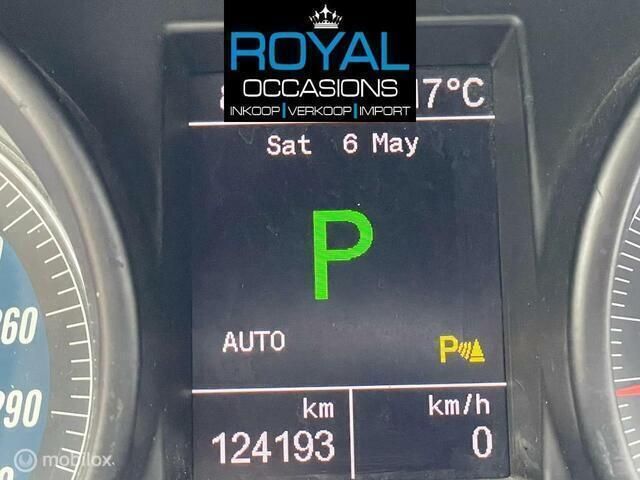 ROYAL
OCCASIONS
INKOOP|VERKOOP|IMPORT
7°C
Sat 6 May
P
AUTO
P
km
km/h
124193
0
260
290
mobilox